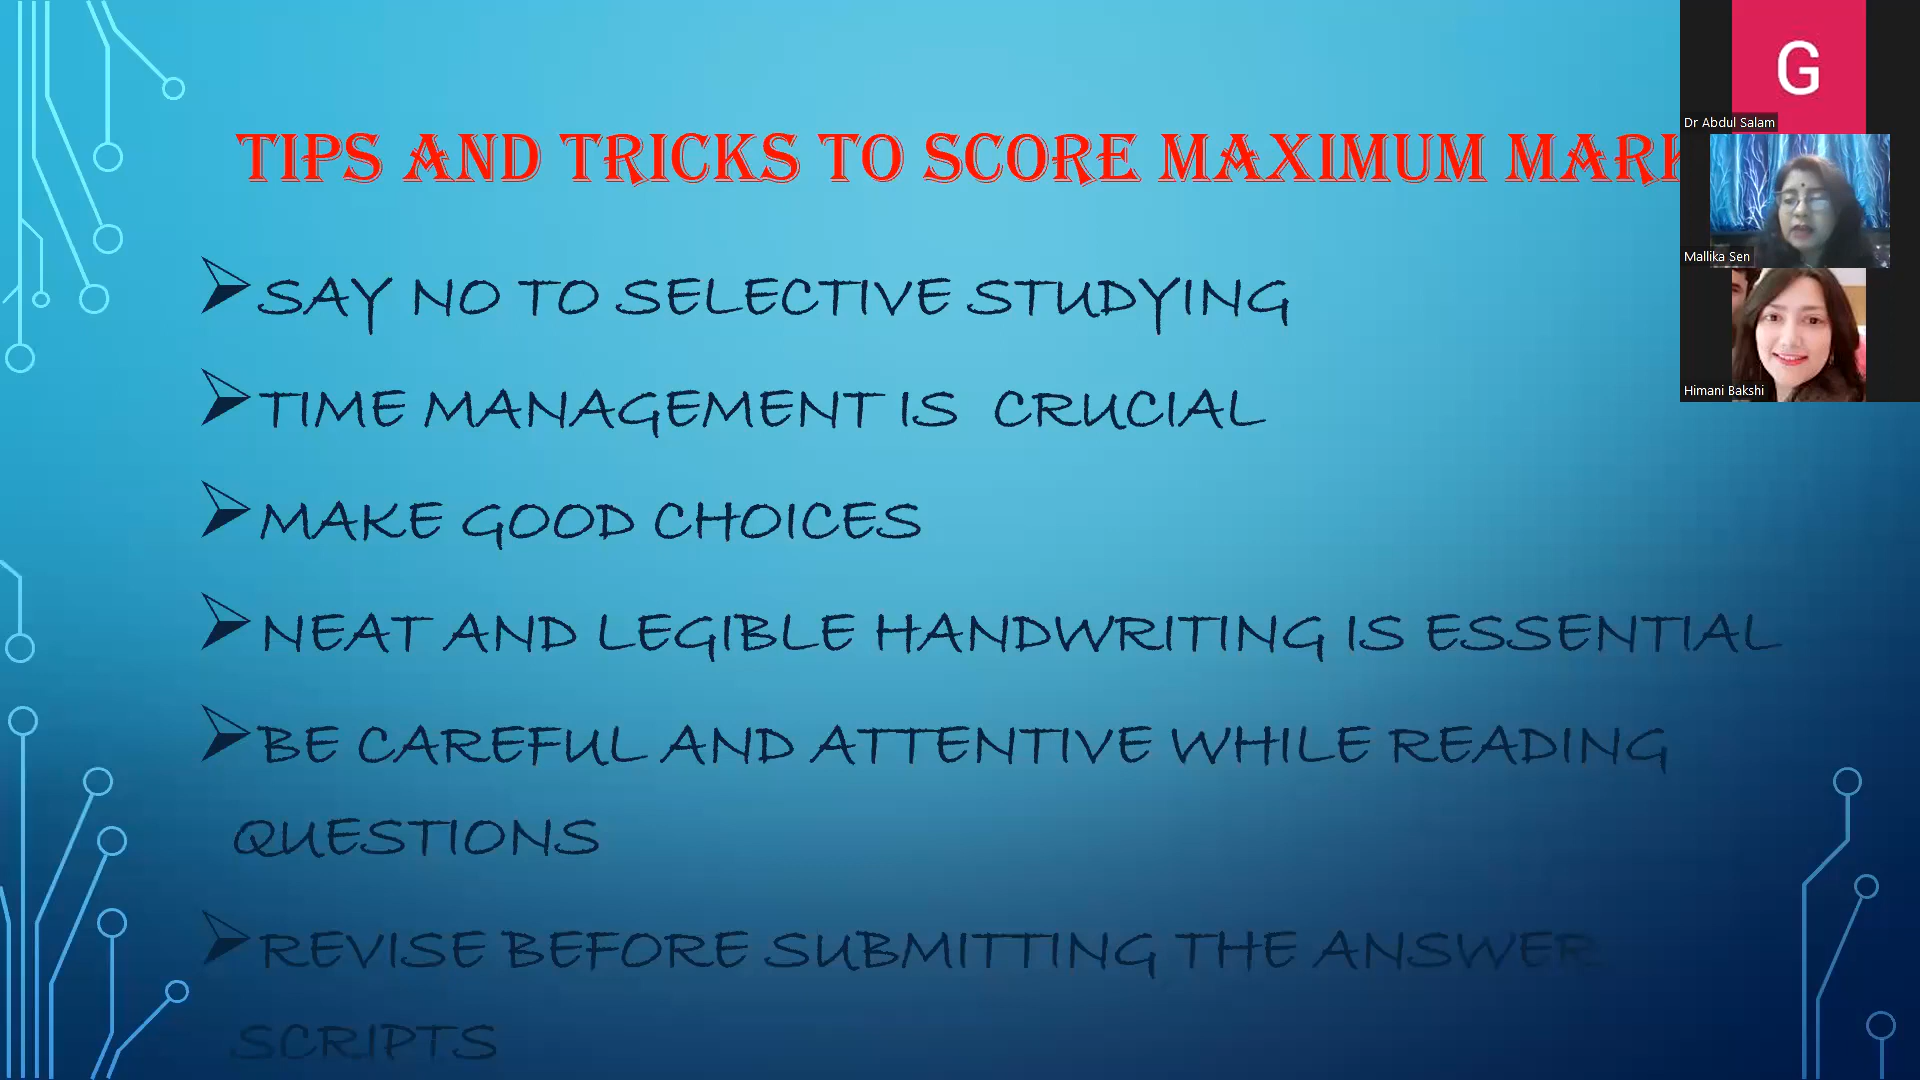 TIPS AND TRICKS TO SCORE MAXIMUM MARK
➢SAY NO TO SELECTIVE STUDYING
➢TIME MANAGEMENT IS CRUCIAL
➢MAKE GOOD CHOICES
➢NEAT AND LEGIBLE HANDWRITING IS ESSENTIAL
➢BE CAREFUL AND ATTENTIVE WHILE READING
QUESTIONS
➢REVISE BEFORE SUBMITTING THE ANSWER
SCRIPTS
G
Dr Abdul Salam
Mallika Sen
Himani Bakshi